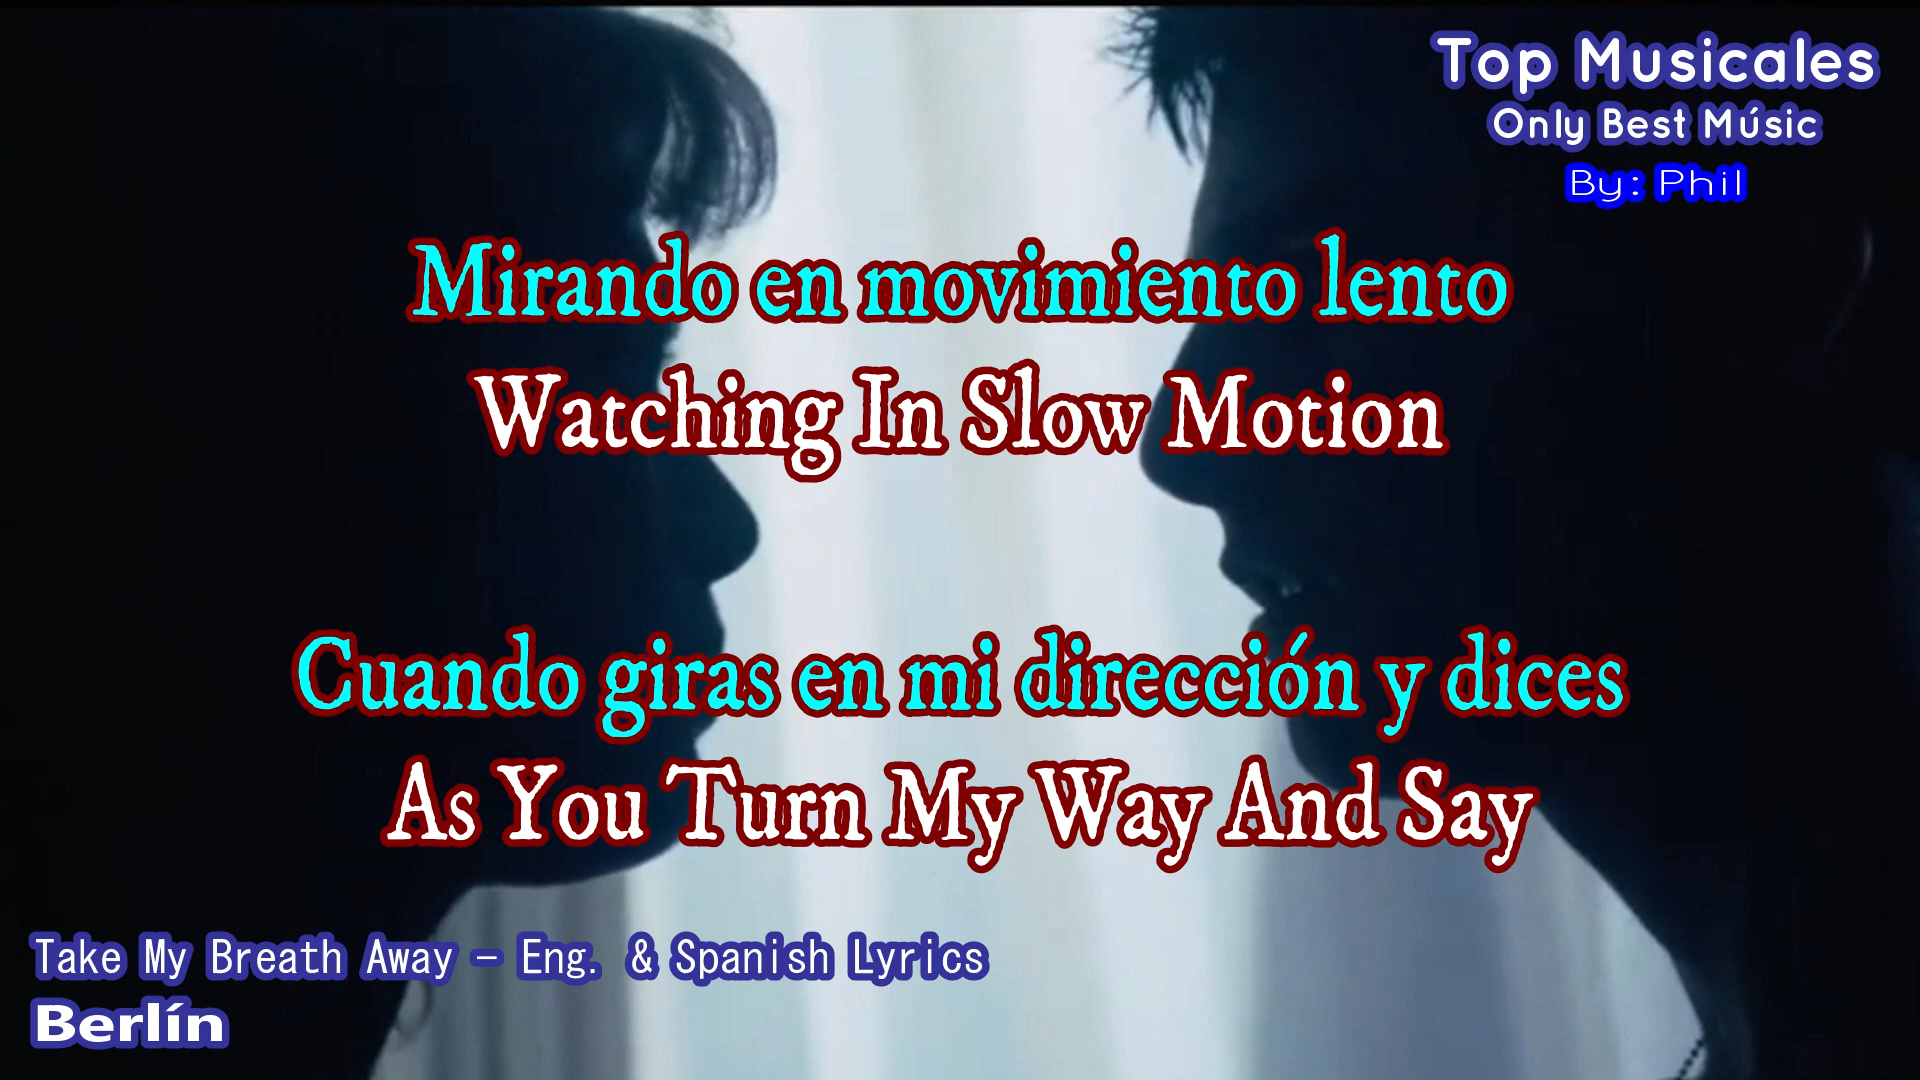 Top Musicales
Only Best Músic
By: Phil
Mirando en movimiento lento
Watching In Slow Motion
Cuando giras en mi dirección y dices
As You Turn My Way And Say
Take My Breath Away - Eng. & Spanish Lyrics
Berlín